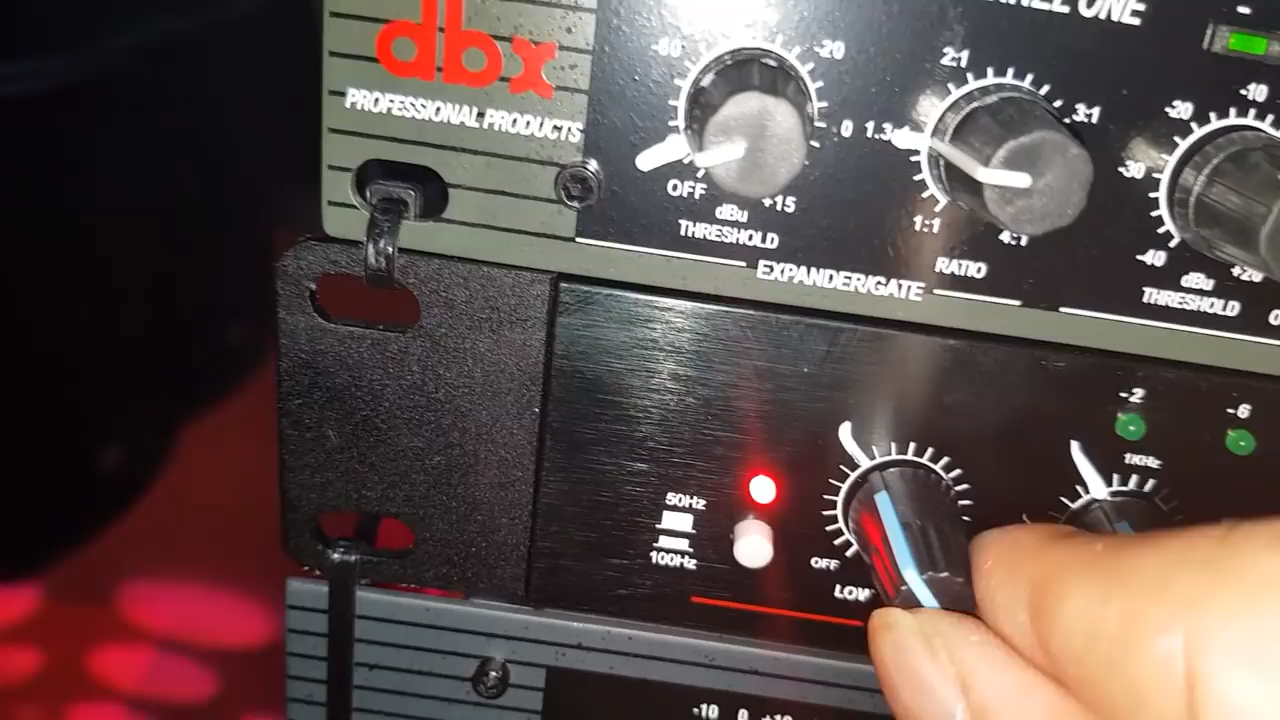 dbx
PROFESSIONAL PRODUCTS
ONE
-60
-20
0
OFF
+15
dBu
THRESHOLD
2:1
3:1
1:1
4:1
RATIO
EXPANDER/GATE
-10
-20
-30
-40
+20
dBu
THRESHOLD
-2
-6
1KHz
50Hz
100Hz
OFF
LOW
-10 0 +10